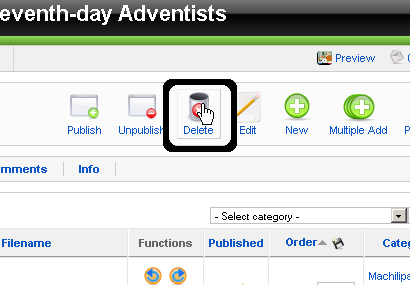 eventh-day Adventists
Preview
Publish Unpublish Delete Edit New Multiple Add P
mments Info
- Select category -
Filename Functions Published Order Categ
Machilipa